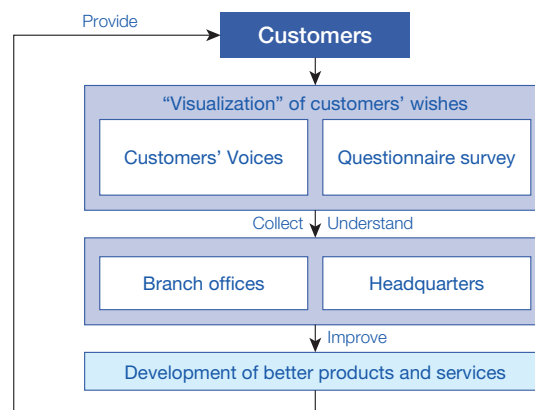 Provide
Customers
“Visualization” of customers’ wishes
Customers’ Voices
Questionnaire survey
Collect
Understand
Branch offices
Headquarters
Improve
Development of better products and services